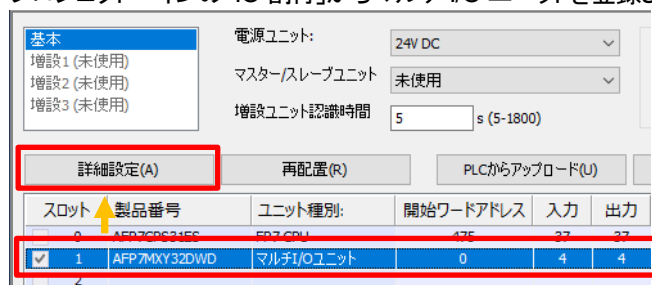 基本
増設1 (未使用)
増設2 (未使用)
増設3 (未使用)
電源ユニット:
24V DC
マスター/スレーブユニット
未使用
増設ユニット認識時間
5
s (5-1800)
詳細設定(A)
再配置(R)
PLCからアップロード(U)
スロット 製品番号 ユニット種別: 開始ワードアドレス 入力 出力
0 AFP7CPS31ES FP7 CPU 475 37 37
1 AFP7MXY32DWD マルチI/Oユニット 0 4 4
2